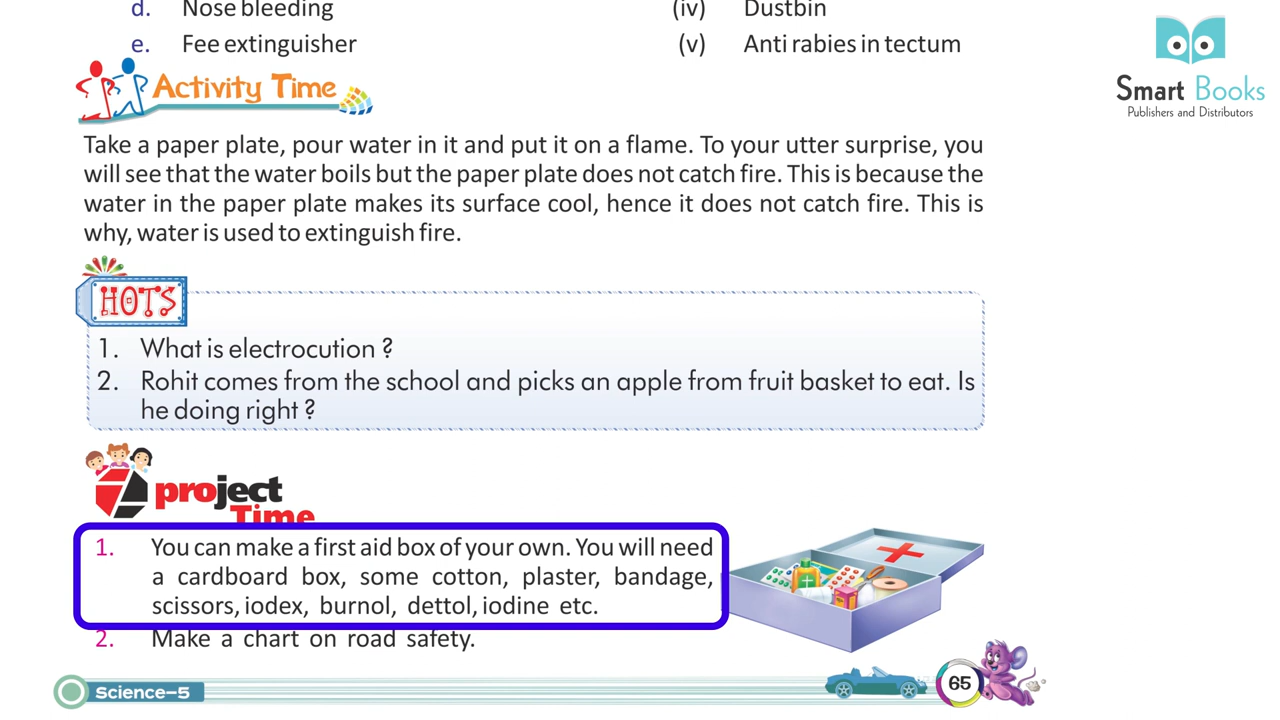 d. Nose bleeding (iv) Dustbin
e. Fee extinguisher (v) Anti rabies in tectum
Smart Books
Publishers and Distributors
Activity Time
Take a paper plate, pour water in it and put it on a flame. To your utter surprise, you
will see that the water boils but the paper plate does not catch fire. This is because the
water in the paper plate makes its surface cool, hence it does not catch fire. This is
why, water is used to extinguish fire.
HOTS
1. What is electrocution ?
2. Rohit comes from the school and picks an apple from fruit basket to eat. Is
he doing right ?
project
Time
1. You can make a first aid box of your own. You will need
a cardboard box, some cotton, plaster, bandage,
scissors, iodex, burnol, dettol, iodine etc.
2. Make a chart on road safety.
Science–5
65